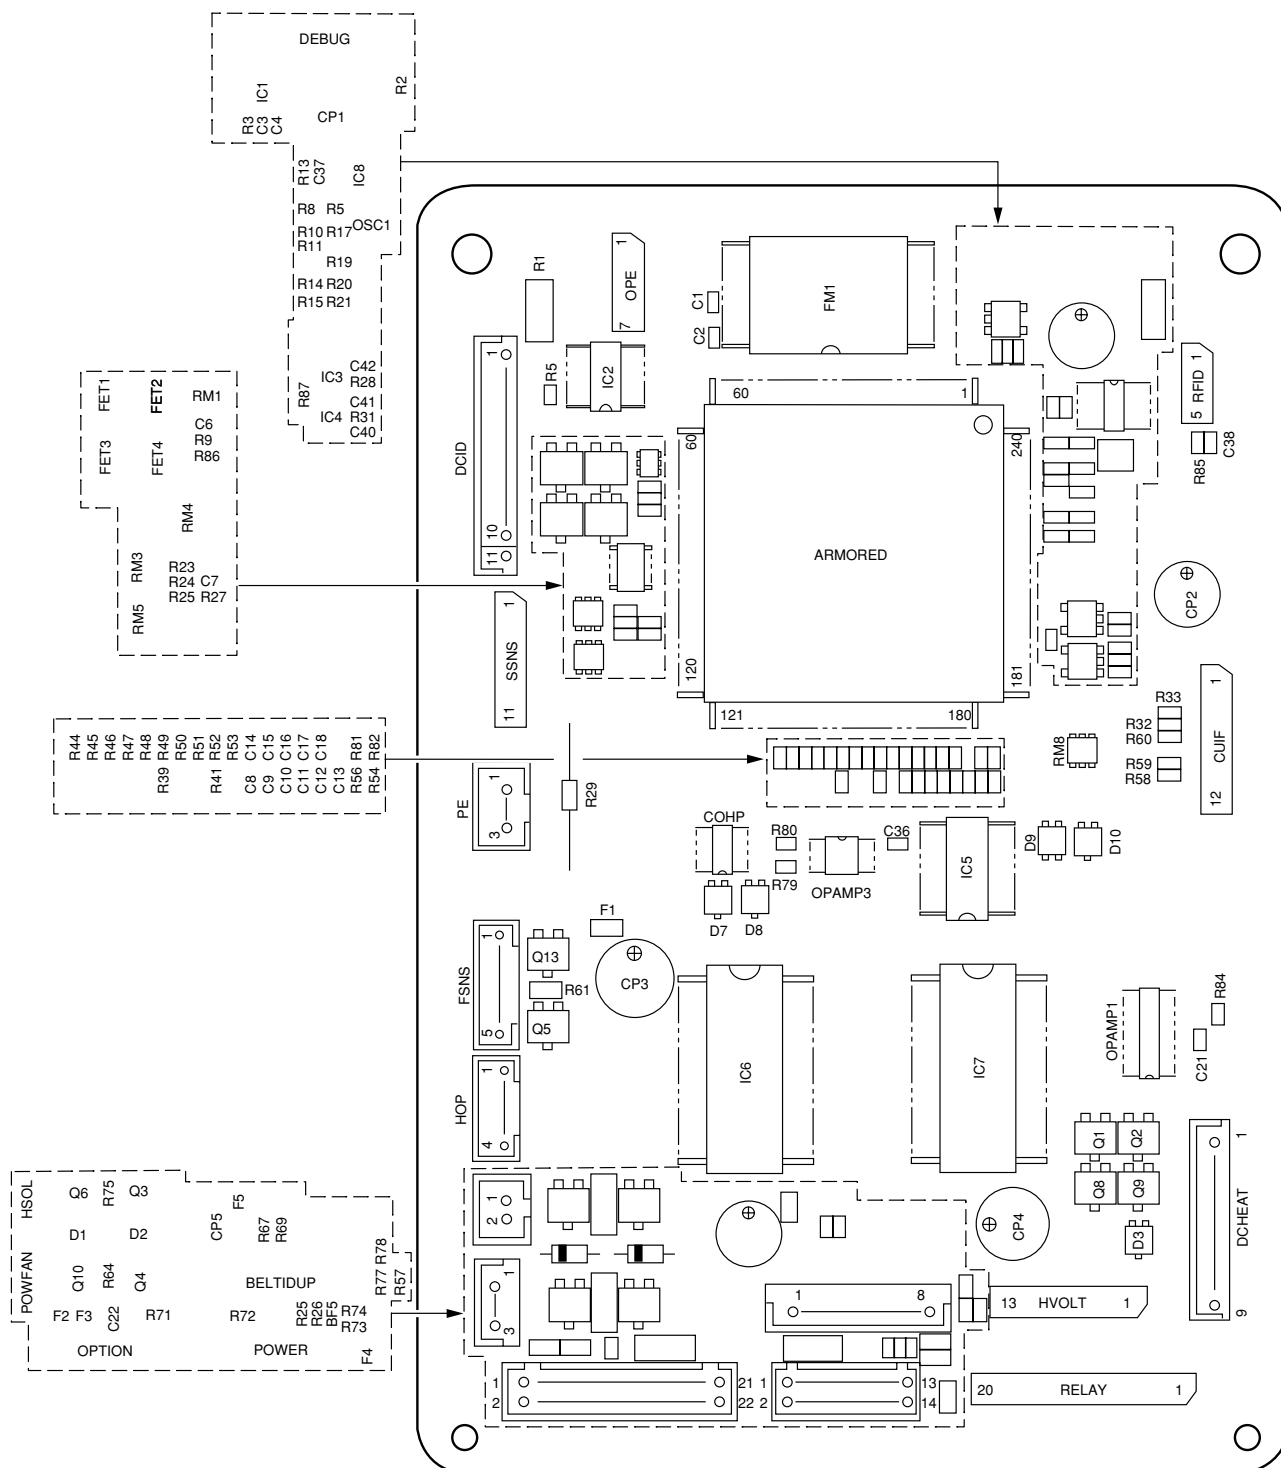 DEBUG
IC1
R2
R3
C3
C4
CP1
R13
C37
IC8
R8 R5
OSC1
R10 R17
R11
R19
R14 R20
R15 R21
C42
IC3 R28
R87
C41
IC4 R31
C40
FET1
FET2
RM1
C6
R9
R86
FET3
FET4
RM4
RM3
R23
R24 C7
R25 R27
RM5
R44
R45
R46
R47
R48
R49
R50
R51
R52
R53
C14
C15
C16
C17
C18
R81
R82
R39
R41
C8
C9
C10
C11
C12
C13
R56
R54
HSOL
Q6
R75
Q3
F5
CP5
R67
R69
D1
D2
R78
POWFAN
Q10
R64
Q4
BELTIDUP
R77
R57
F2 F3
C22
R71
R72
R25
R26
BF5
R74
R73
OPTION
POWER
F4
R1
1
OPE
7
C1
C2
FM1
R5
IC2
1
DCID
10
11
60
1
60
240
ARMORED
120
181
121
180
1
RFID
5
R85
C38
CP2
1
SSNS
11
R33
R32
R60
R59
R58
RM8
1
CUIF
12
PE
1
3
R29
COHP
R80
R79
OPAMP3
C36
IC5
D9
D10
D7 D8
F1
CP3
1
FSNS
5
Q13
R61
Q5
IC6
IC7
OPAMP1
R84
C21
1
HOP
4
Q1
Q2
Q8
Q9
D3
CP4
1
DCHEAT
9
1
2
1
3
1 8
13 HVOLT 1
1 21
2 22
1 13
2 14
20 RELAY 1